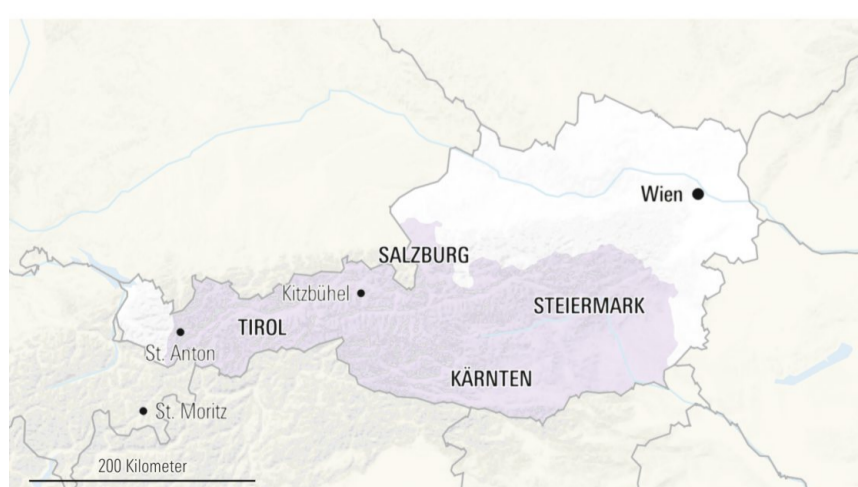 Wien
SALZBURG
Kitzbühel
STEIERMARK
TIROL
St. Anton
KÄRNTEN
St. Moritz
200 Kilometer